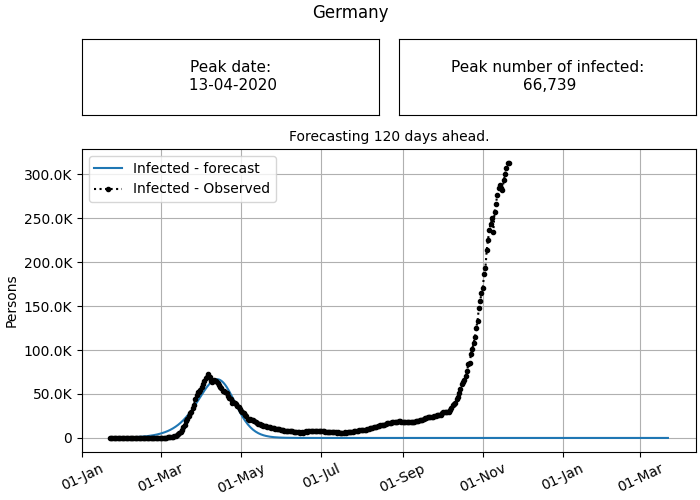 Germany
Peak date:
13-04-2020
Peak number of infected:
66,739
Forecasting 120 days ahead.
Infected - forecast
Infected - Observed
300.0K
250.0K
200.0K
150.0K
100.0K
50.0K
0
Persons
01-Jan
01-Mar
01-May
01-Jul
01-Sep
01-Nov
01-Jan
01-Mar